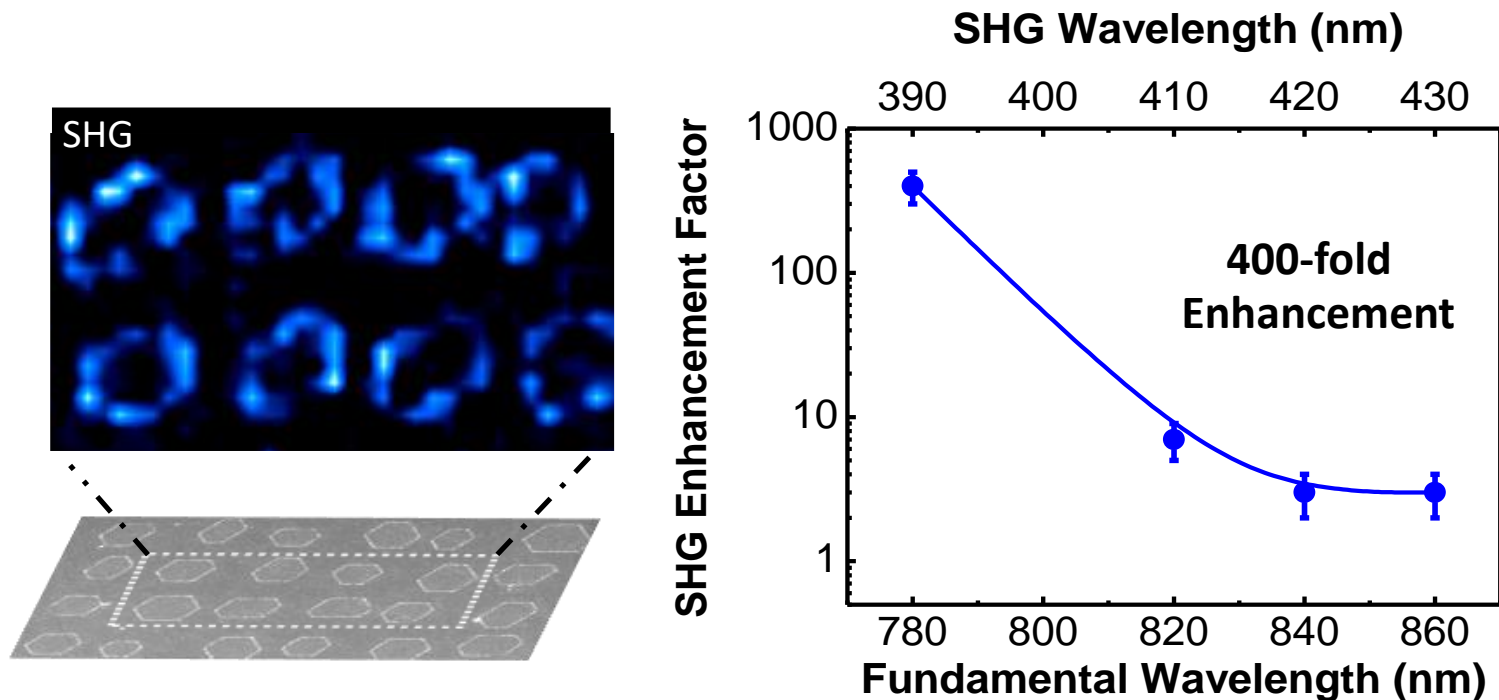 SHG
SHG Wavelength (nm)
390 400 410 420 430
SHG Enhancement Factor
1000
100
10
1
400-fold
Enhancement
780 800 820 840 860
Fundamental Wavelength (nm)